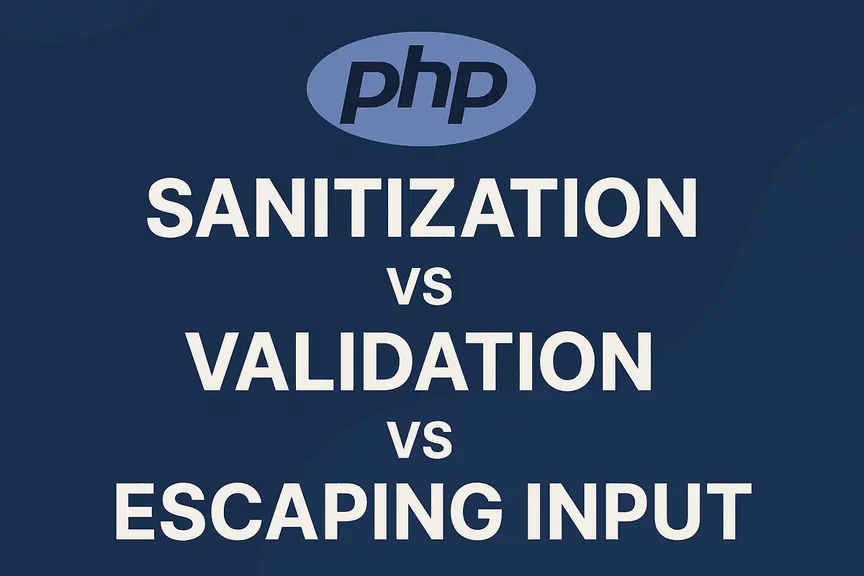 php
SANITIZATION
VS
VALIDATION
VS
ESCAPING INPUT